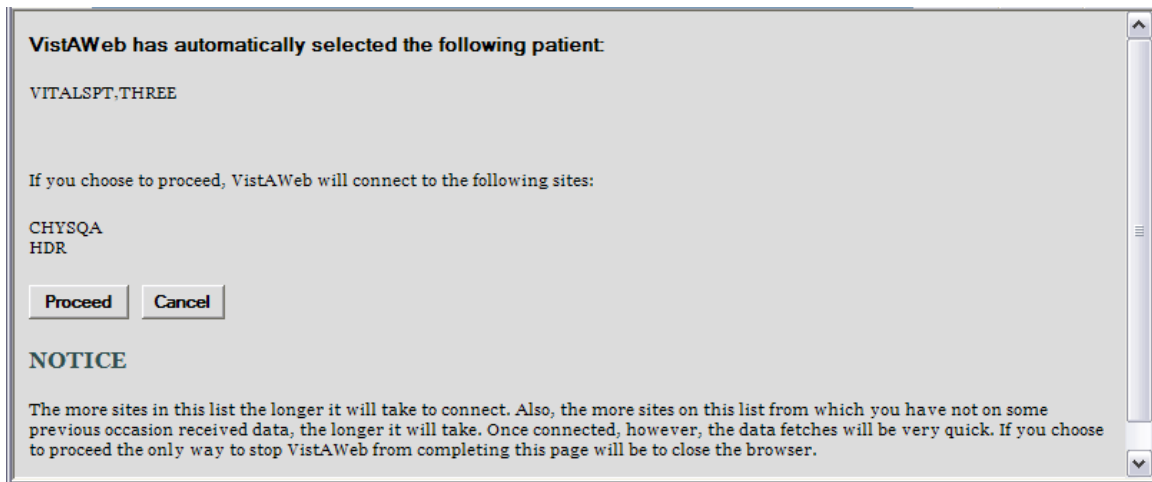 VistAWeb has automatically selected the following patient:
VITALSPT,THREE
If you choose to proceed, VistAWeb will connect to the following sites:
CHYSQA
HDR
Proceed Cancel
NOTICE
The more sites in this list the longer it will take to connect. Also, the more sites on this list from which you have not on some
previous occasion received data, the longer it will take. Once connected, however, the data fetches will be very quick. If you choose
to proceed the only way to stop VistAWeb from completing this page will be to close the browser.